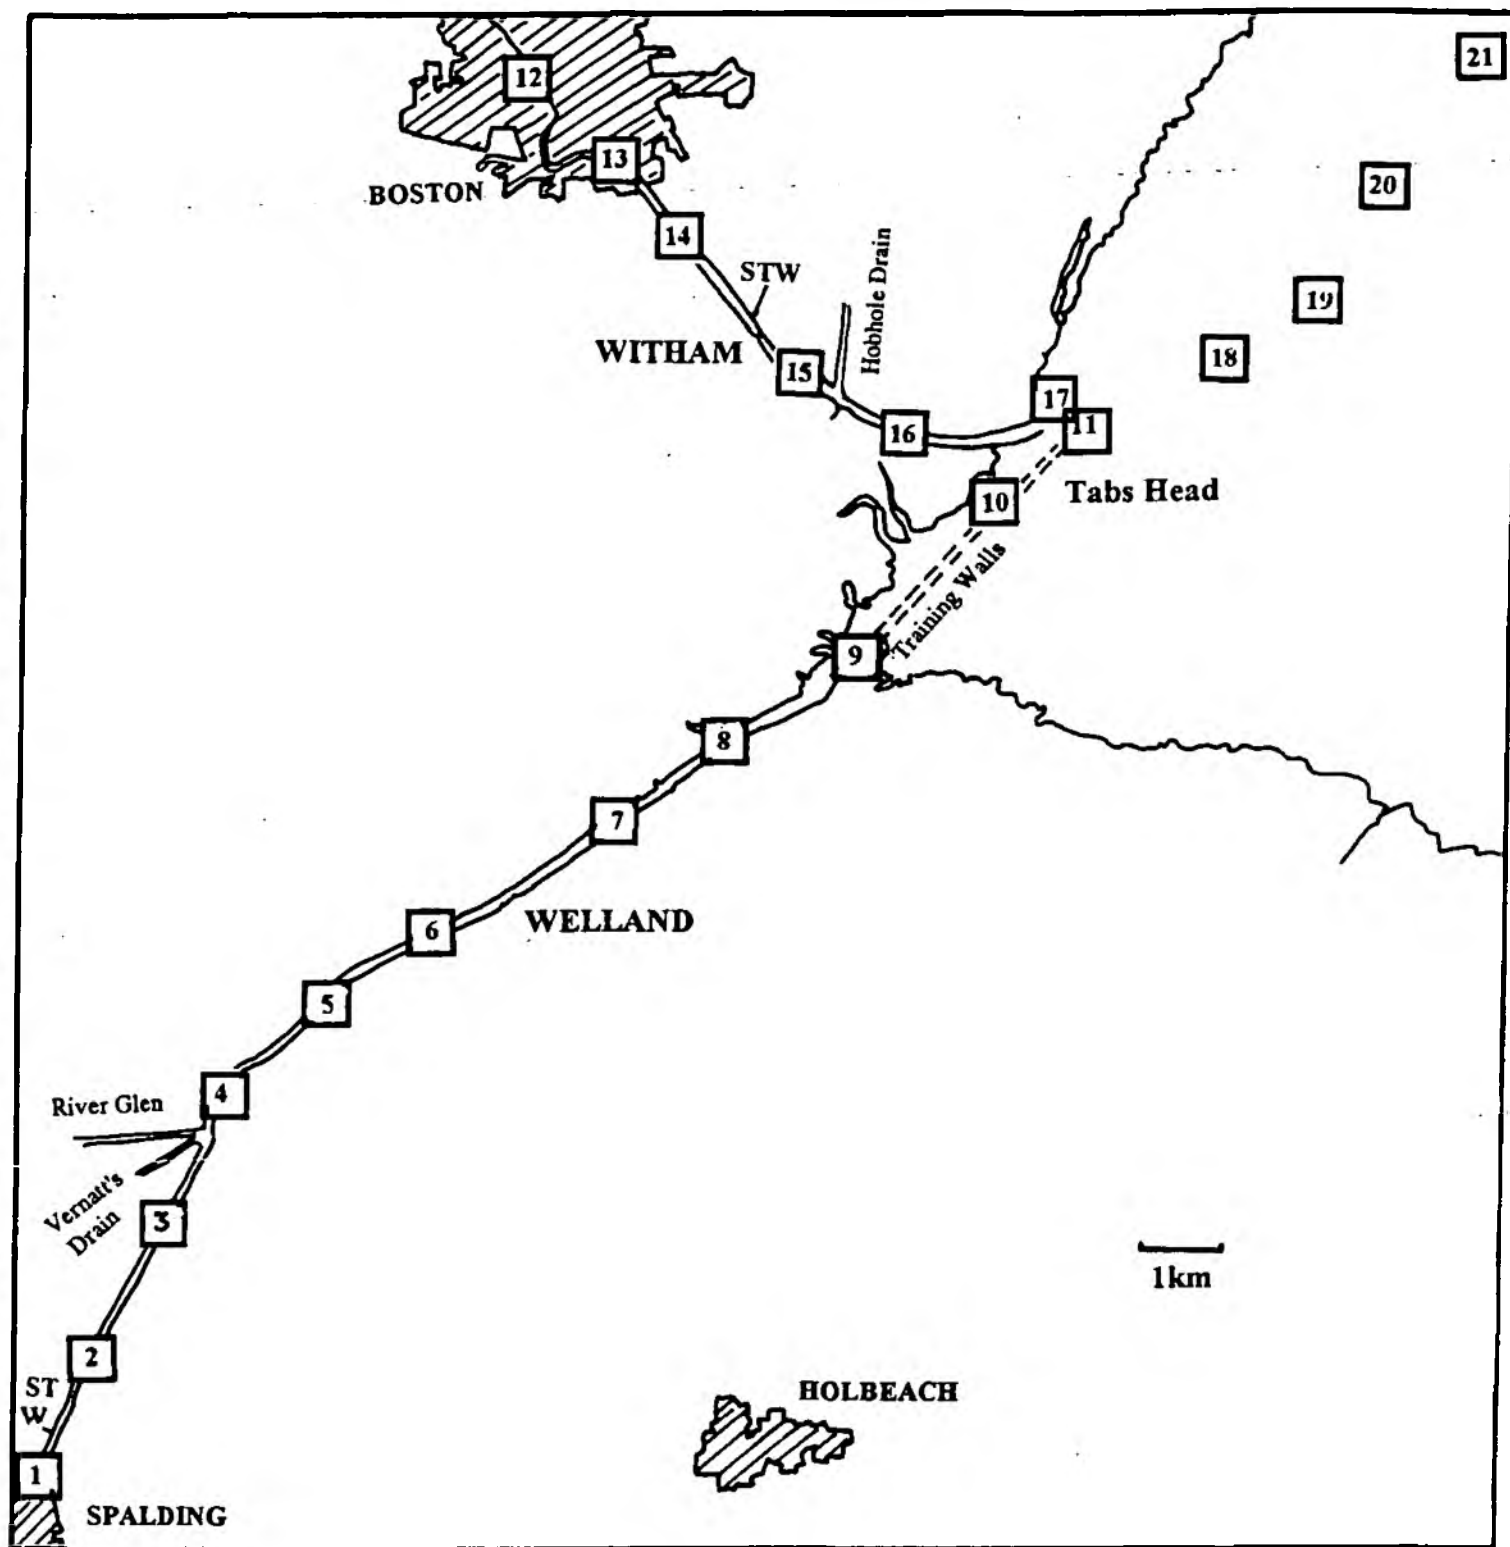 21
12
13
20
BOSTON
14
STW
Hobhole Drain
19
WITHAM
18
15
17
11
16
Tabs Head
10
Training Walls
9
8
7
WELLAND
6
5
4
River Glen
Vernatt's
Drain
3
1km
2
ST
W
HOLBEACH
1
SPALDING